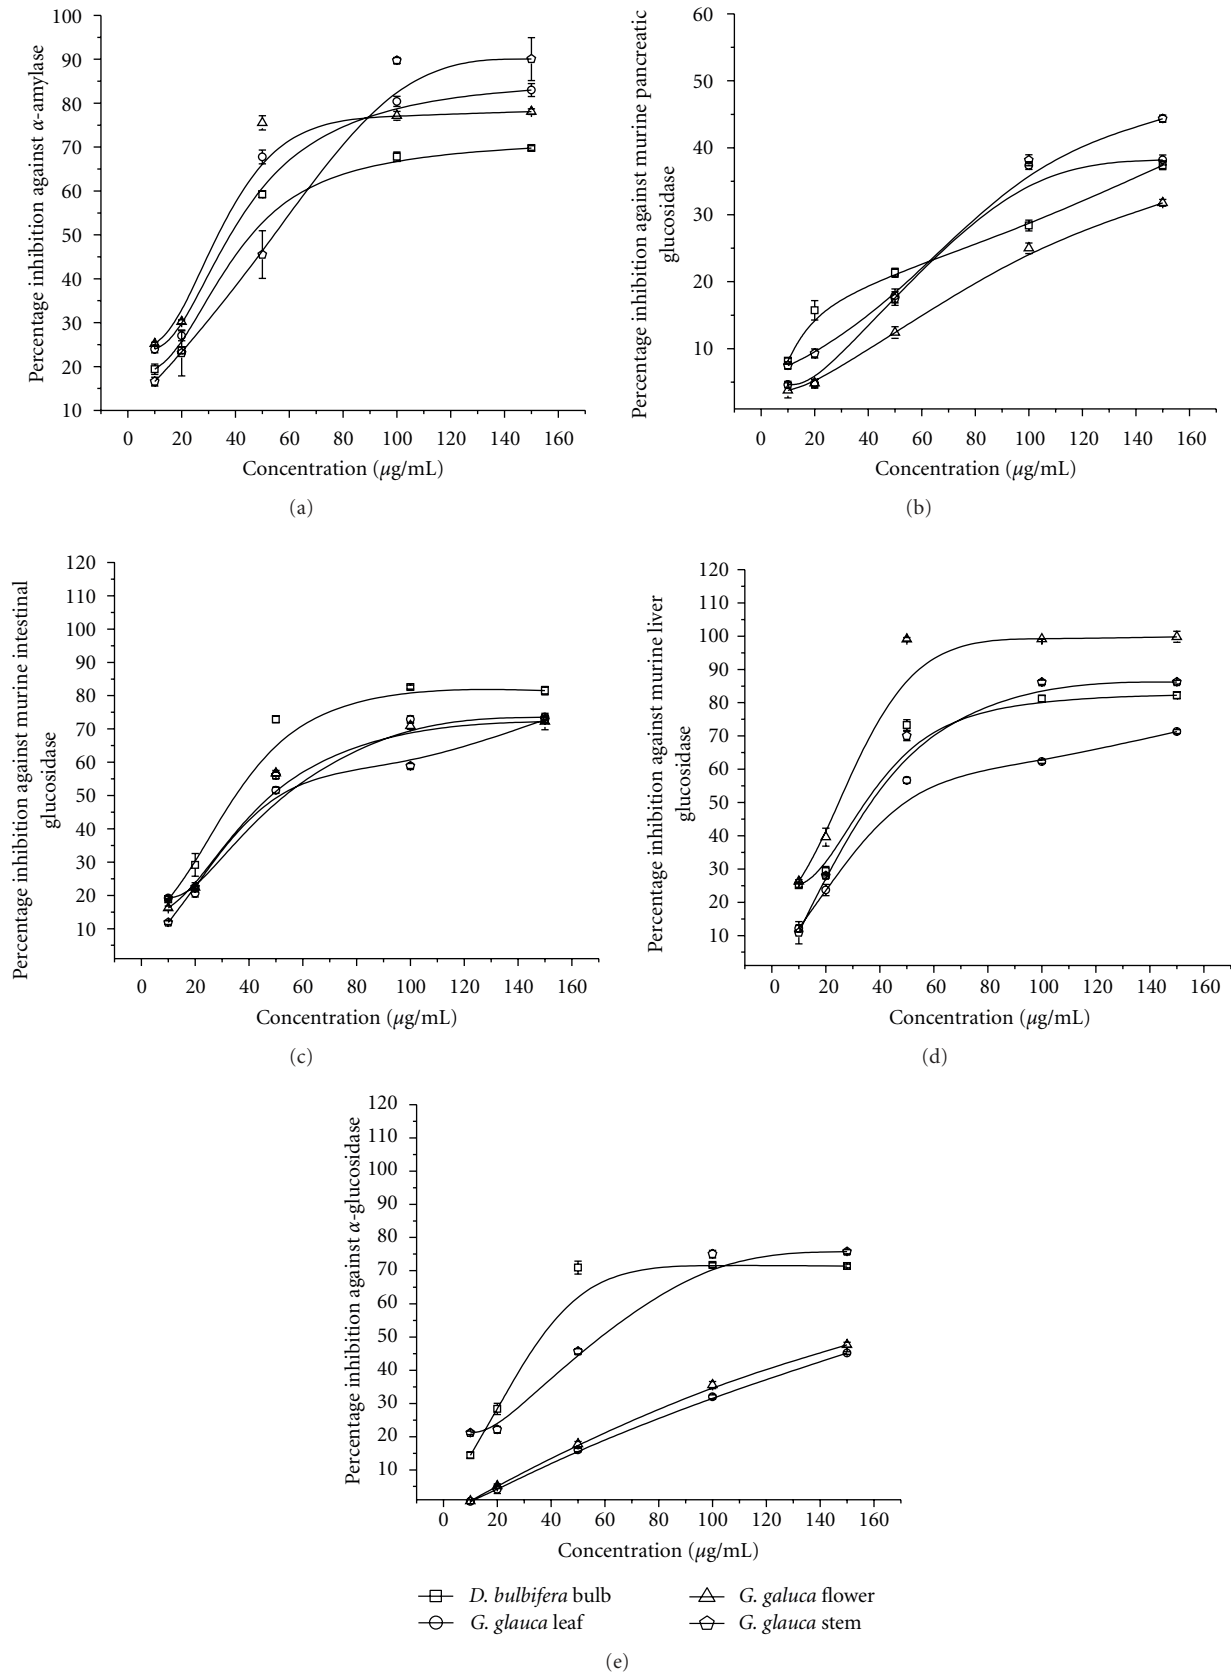 Percentage inhibition against α-amylase
100
90
80
70
60
50
40
30
20
10
0 20 40 60 80 100 120 140 160
Concentration (μg/mL)
(a)
Percentage inhibition against murine pancreatic
glucosidase
60
50
40
30
20
10
0 20 40 60 80 100 120 140 160
Concentration (μg/mL)
(b)
Percentage inhibition against murine intestinal
glucosidase
120
110
100
90
80
70
60
50
40
30
20
10
0 20 40 60 80 100 120 140 160
Concentration (μg/mL)
(c)
Percentage inhibition against murine liver
glucosidase
120
110
100
90
80
70
60
50
40
30
20
10
0 20 40 60 80 100 120 140 160
Concentration (μg/mL)
(d)
Percentage inhibition against α-glucosidase
120
110
100
90
80
70
60
50
40
30
20
10
0 20 40 60 80 100 120 140 160
Concentration (μg/mL)
D. bulbifera bulb
G. glauca leaf
G. galuca flower
G. glauca stem
(e)